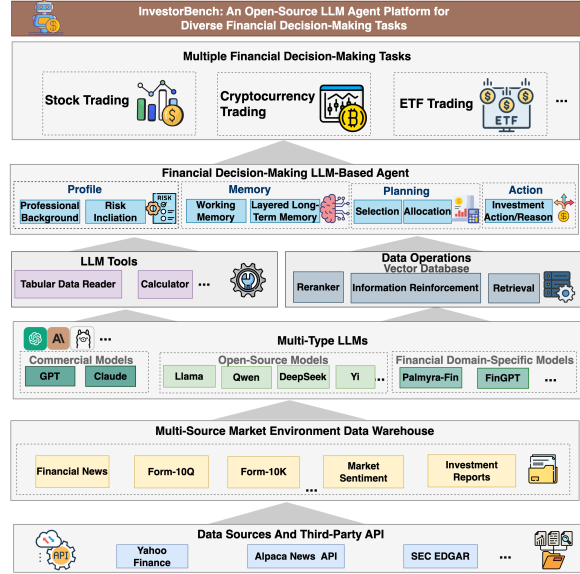 InvestorBench: An Open-Source LLM Agent Platform for
Diverse Financial Decision-Making Tasks
Multiple Financial Decision-Making Tasks
Stock Trading
Cryptocurrency
Trading
ETF Trading
ETF
...
Financial Decision-Making LLM-Based Agent
Profile
Professional
Background
Risk
Incliation
RISK
Memory
Working
Memory
Layered Long-
Term Memory
Planning
Selection
Allocation
Action
Investment
Action/Reason
LLM Tools
Tabular Data Reader
Calculator
...
Data Operations
Vector Database
Reranker
Information Reinforcement
Retrieval
A\
...
Multi-Type LLMs
Commercial Models
GPT
Claude
Open-Source Models
Llama
Qwen
DeepSeek
Yi
...
Financial Domain-Specific Models
Palmyra-Fin
FinGPT
...
Multi-Source Market Environment Data Warehouse
Financial News
Form-10Q
Form-10K
...
Market
Sentiment
Investment
Reports
Data Sources And Third-Party API
API
Yahoo
Finance
Alpaca News API
SEC EDGAR
...